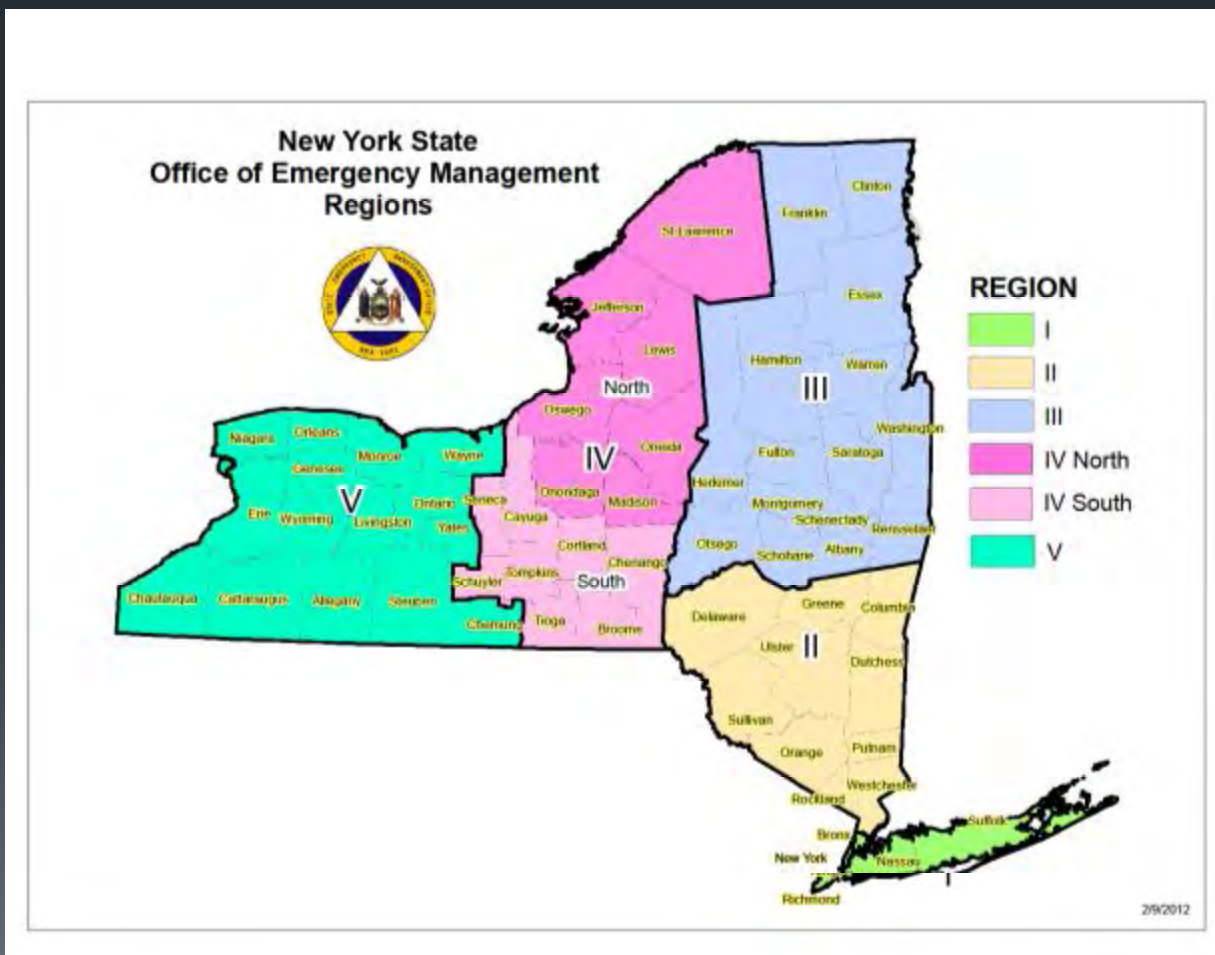 New York State
Office of Emergency Management
Regions
Clinton
Franklin
St Lawrence
REGION
Essex
Jefferson
I
Lewis
Hamilton
Warren
II
North
III
Oswego
III
Washington
Niagara
Orleans
Monroe
Wayne
Oneida
Fulton
Saratoga
IV
IV North
Genesee
Herkimer
V
Ontario
Seneca
Onondaga
Madison
Montgomery
IV South
Erie
Wyoming
Livingston
Yates
Cayuga
Schenectady
Rensselaer
Cortland
Otsego
Schoharie
Albany
V
Schuyler
Tompkins
Chenango
South
Chautauqua
Cattaraugus
Allegany
Steuben
Greene
Columbia
Chemung
Tioga
Broome
Delaware
Ulster
II
Dutchess
Sullivan
Orange
Putnam
Westchester
Rockland
Suffolk
Bronx
New York
Nassau
I
Richmond
2/9/2012